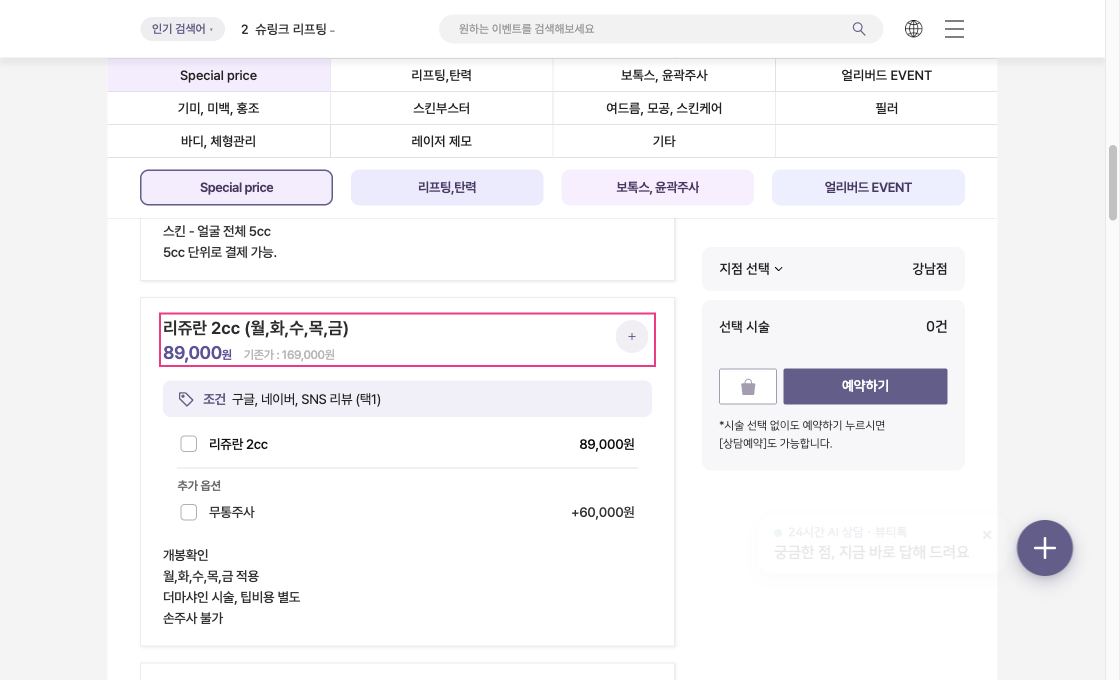 인기 검색어
2 슈링크 리프팅 -
원하는 이벤트를 검색해보세요
Special price
리프팅,탄력
보톡스, 윤곽주사
얼리버드 EVENT
기미, 미백, 홍조
스킨부스터
여드름, 모공, 스킨케어
필러
바디, 체형관리
레이저 제모
기타
Special price
리프팅,탄력
보톡스, 윤곽주사
얼리버드 EVENT
스킨 - 얼굴 전체 5cc
5cc 단위로 결제 가능.
리쥬란 2cc (월,화,수,목,금)
89,000원 기존가 : 169,000원
+
조건 구글, 네이버, SNS 리뷰 (택1)
리쥬란 2cc 89,000원
추가 옵션
무통주사 +60,000원
개봉확인
월,화,수,목,금 적용
더마샤인 시술, 팁비용 별도
손주사 불가
지점 선택 강남점
선택 시술 0건
예약하기
*시술 선택 없이도 예약하기 누르시면
[상담예약]도 가능합니다.
24시간 AI 상담 · 뷰티톡
궁금한 점, 지금 바로 답해 드려요